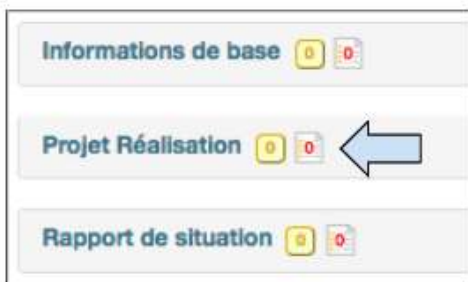 Informations de base 0 0
Projet Réalisation 0 0
Rapport de situation 0 0